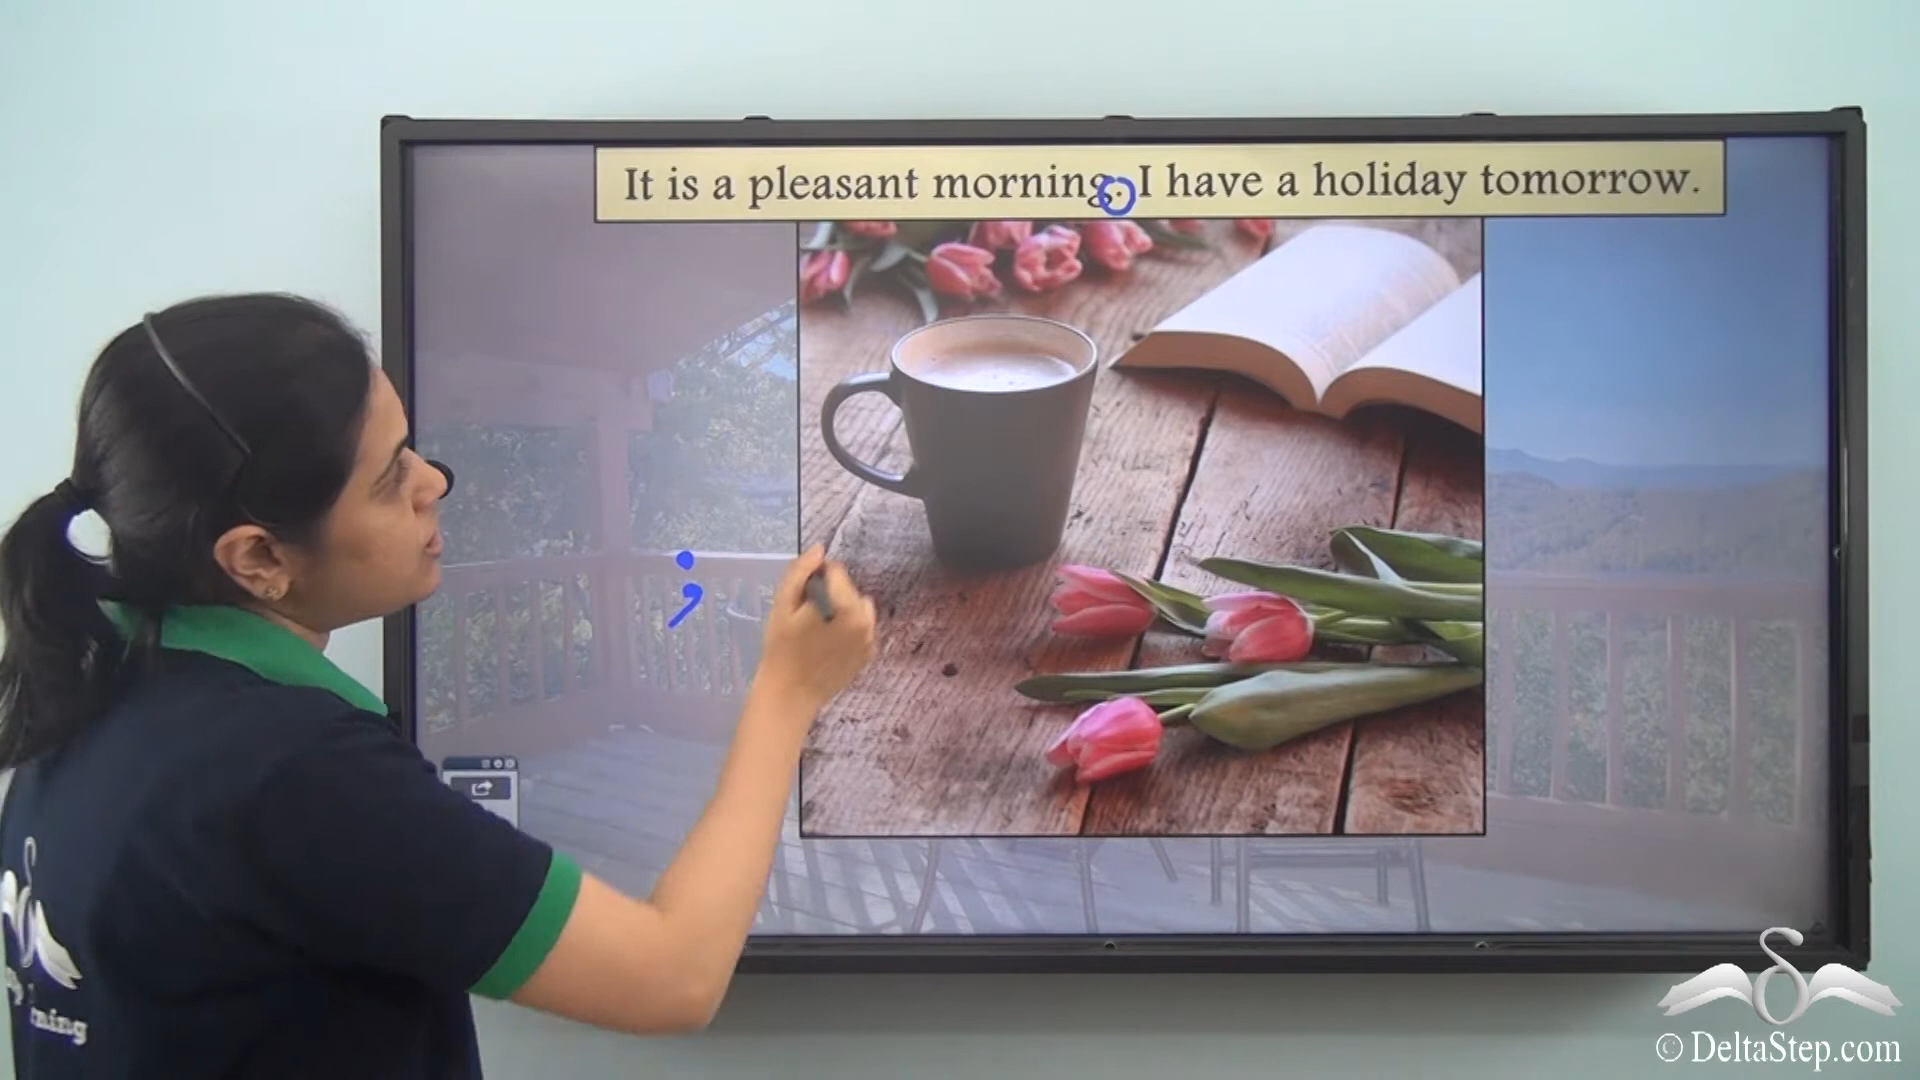 It is a pleasant morning. I have a holiday tomorrow.
;
© DeltaStep.com